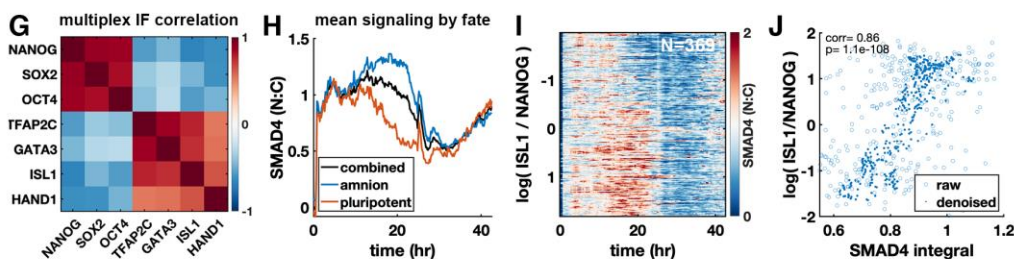 G
multiplex IF correlation
NANOG
SOX2
OCT4
TFAP2C
GATA3
ISL1
HAND1
NANOG
SOX2
OCT4
TFAP2C
GATA3
ISL1
HAND1
1
0
-1
H
mean signaling by fate
SMAD4 (N:C)
1.5
1
0.5
0
combined
amnion
pluripotent
0
20
40
time (hr)
I
N=369
log( ISL1 / NANOG)
-1
0
1
0
20
40
time (hr)
2
1
0
SMAD4 (N:C)
J
corr= 0.86
p= 1.1e-108
log( ISL1/NANOG)
2
1
0
-1
-2
raw
denoised
0.6
0.8
1
1.2
SMAD4 integral